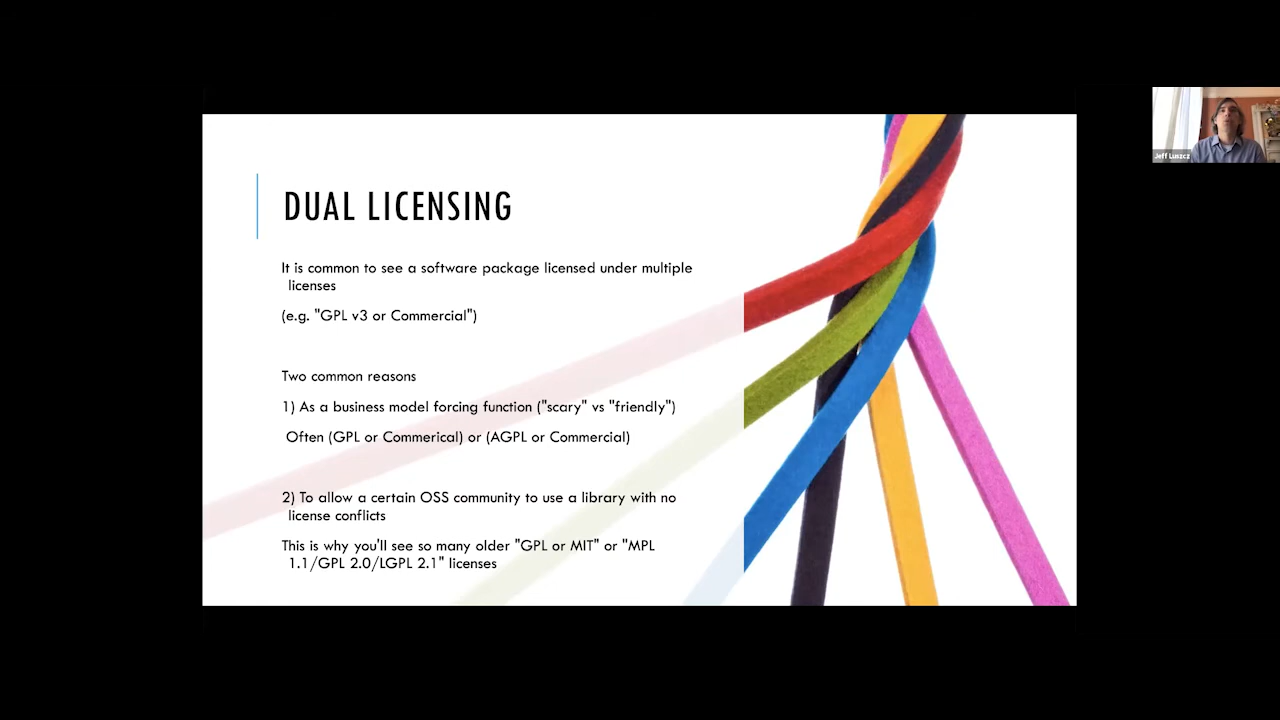 DUAL LICENSING
It is common to see a software package licensed under multiple
licenses
(e.g. "GPL v3 or Commercial")
Two common reasons
1) As a business model forcing function ("scary" vs "friendly")
Often (GPL or Commerical) or (AGPL or Commercial)
2) To allow a certain OSS community to use a library with no
license conflicts
This is why you'll see so many older "GPL or MIT" or "MPL
1.1/GPL 2.0/LGPL 2.1" licenses
Jeff Luszcz